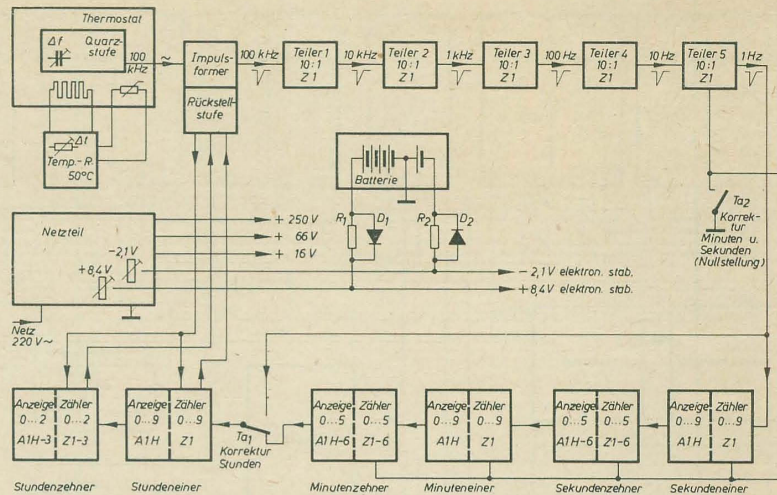 Thermostat
Δf
Quarz-
stufe
100
kHz
~
Impuls-
former
Rückstell-
stufe
100 kHz
Teiler 1
10:1
Z1
10 kHz
Teiler 2
10:1
Z1
1 kHz
Teiler 3
10:1
Z1
100 Hz
Teiler 4
10:1
Z1
10 Hz
Teiler 5
10:1
Z1
1 Hz
Δt
Temp.-R.
50°C
Batterie
R1
D1
R2
D2
Ta2
Korrek-
tur
Minuten u.
Sekunden
(Nullstellung)
Netzteil
-2,1V
+8,4V
+ 250 V
+ 66 V
+ 16 V
- 2,1V elektron. stab.
+8,4V elektron. stab.
Netz
220 V~
Anzeige
0...2
A1H-3
Zähler
0...2
Z1-3
Anzeige
0...9
A1H
Zähler
0...9
Z1
Ta1
Korrektur
Stunden
Anzeige
0...5
A1H-6
Zähler
0...5
Z1-6
Anzeige
0...9
A1H
Zähler
0...9
Z1
Anzeige
0...5
A1H-6
Zähler
0...5
Z1-6
Anzeige
0...9
A1H
Zähler
0...9
Z1
Stundenzehner
Stundeneiner
Minutenzehner
Minuteneiner
Sekundenzehner
Sekundeneiner